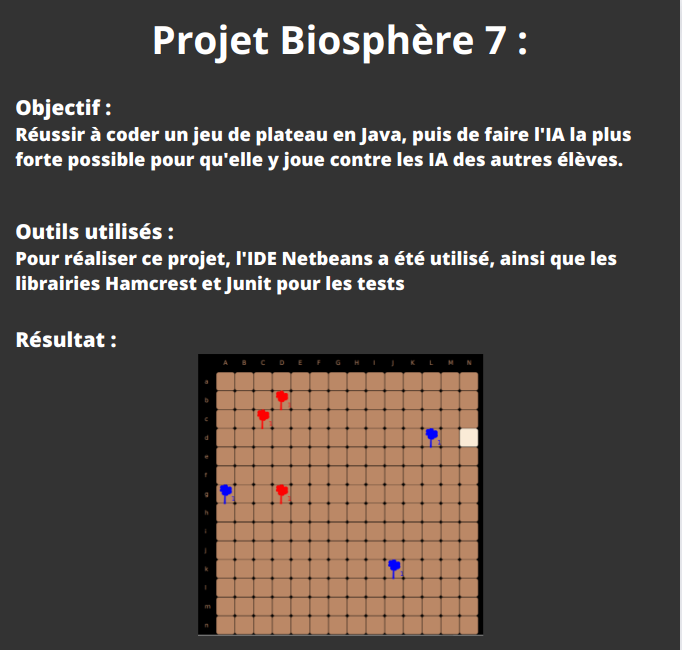 Projet Biosphère 7 :
Objectif :
Réussir à coder un jeu de plateau en Java, puis de faire l'IA la plus
forte possible pour qu'elle y joue contre les IA des autres élèves.
Outils utilisés :
Pour réaliser ce projet, l'IDE Netbeans a été utilisé, ainsi que les
librairies Hamcrest et Junit pour les tests
Résultat :
A B C D E F G H I J K L M N
a
b
c
d
e
f
g
h
i
j
k
l
m
n